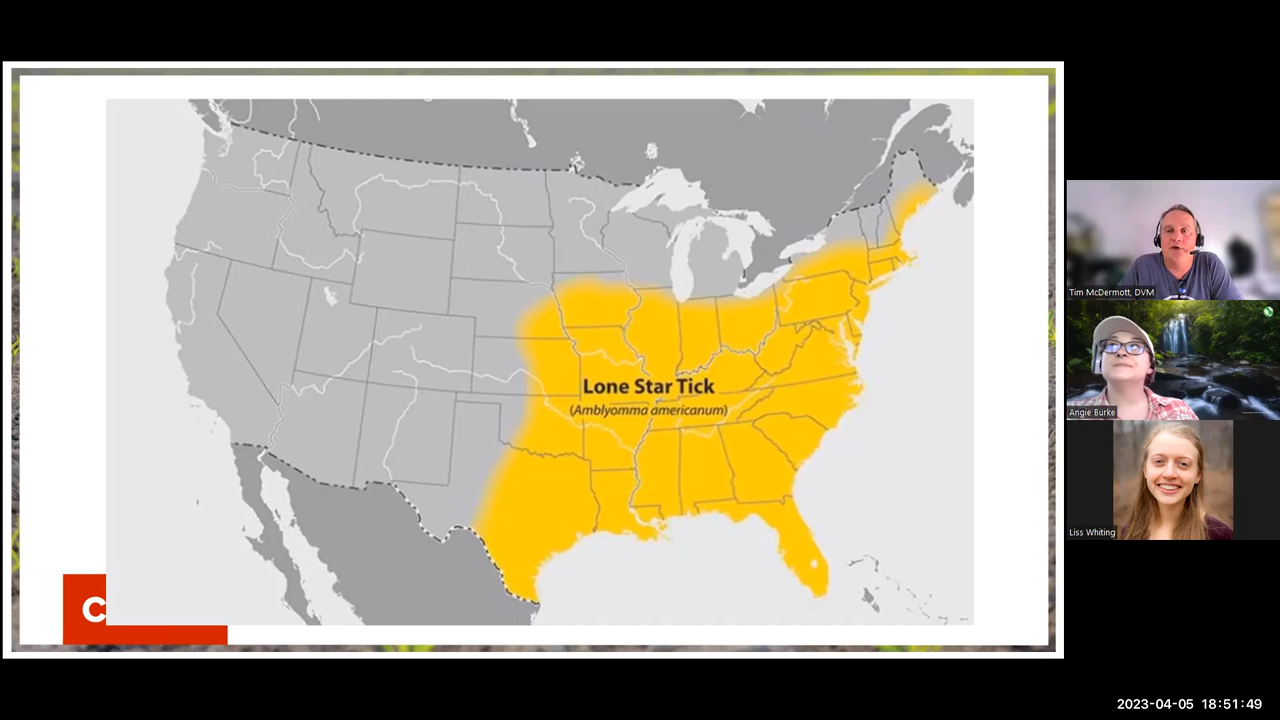 Lone Star Tick
(Amblyomma americanum)
C
Tim McDermott, DVM
Angie Burke
Liss Whiting
2023-04-05 18:51:49